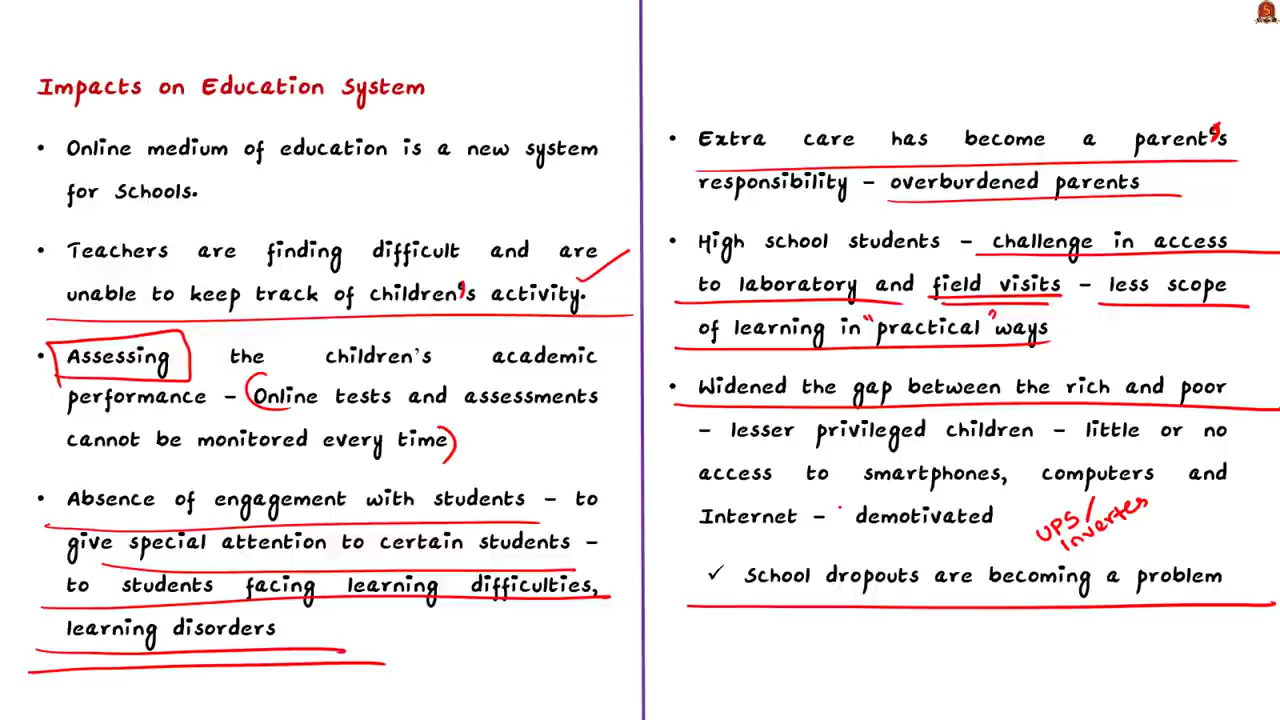 Impacts on Education System
• Online medium of education is a new system
for Schools.
• Teachers are finding difficult and are
unable to keep track of children's activity.
• Assessing the children's academic
performance - (Online tests and assessments
cannot be monitored every time)
• Absence of engagement with students - to
give special attention to certain students -
to students facing learning difficulties,
learning disorders
• Extra care has become a parent's
responsibility - overburdened parents
• High school students - challenge in access
to laboratory and field visits - less scope
of learning in "practical" ways
• Widened the gap between the rich and poor
- lesser privileged children - little or no
access to smartphones, computers and
Internet - demotivated
UPS/
Invertes
✓ School dropouts are becoming a problem